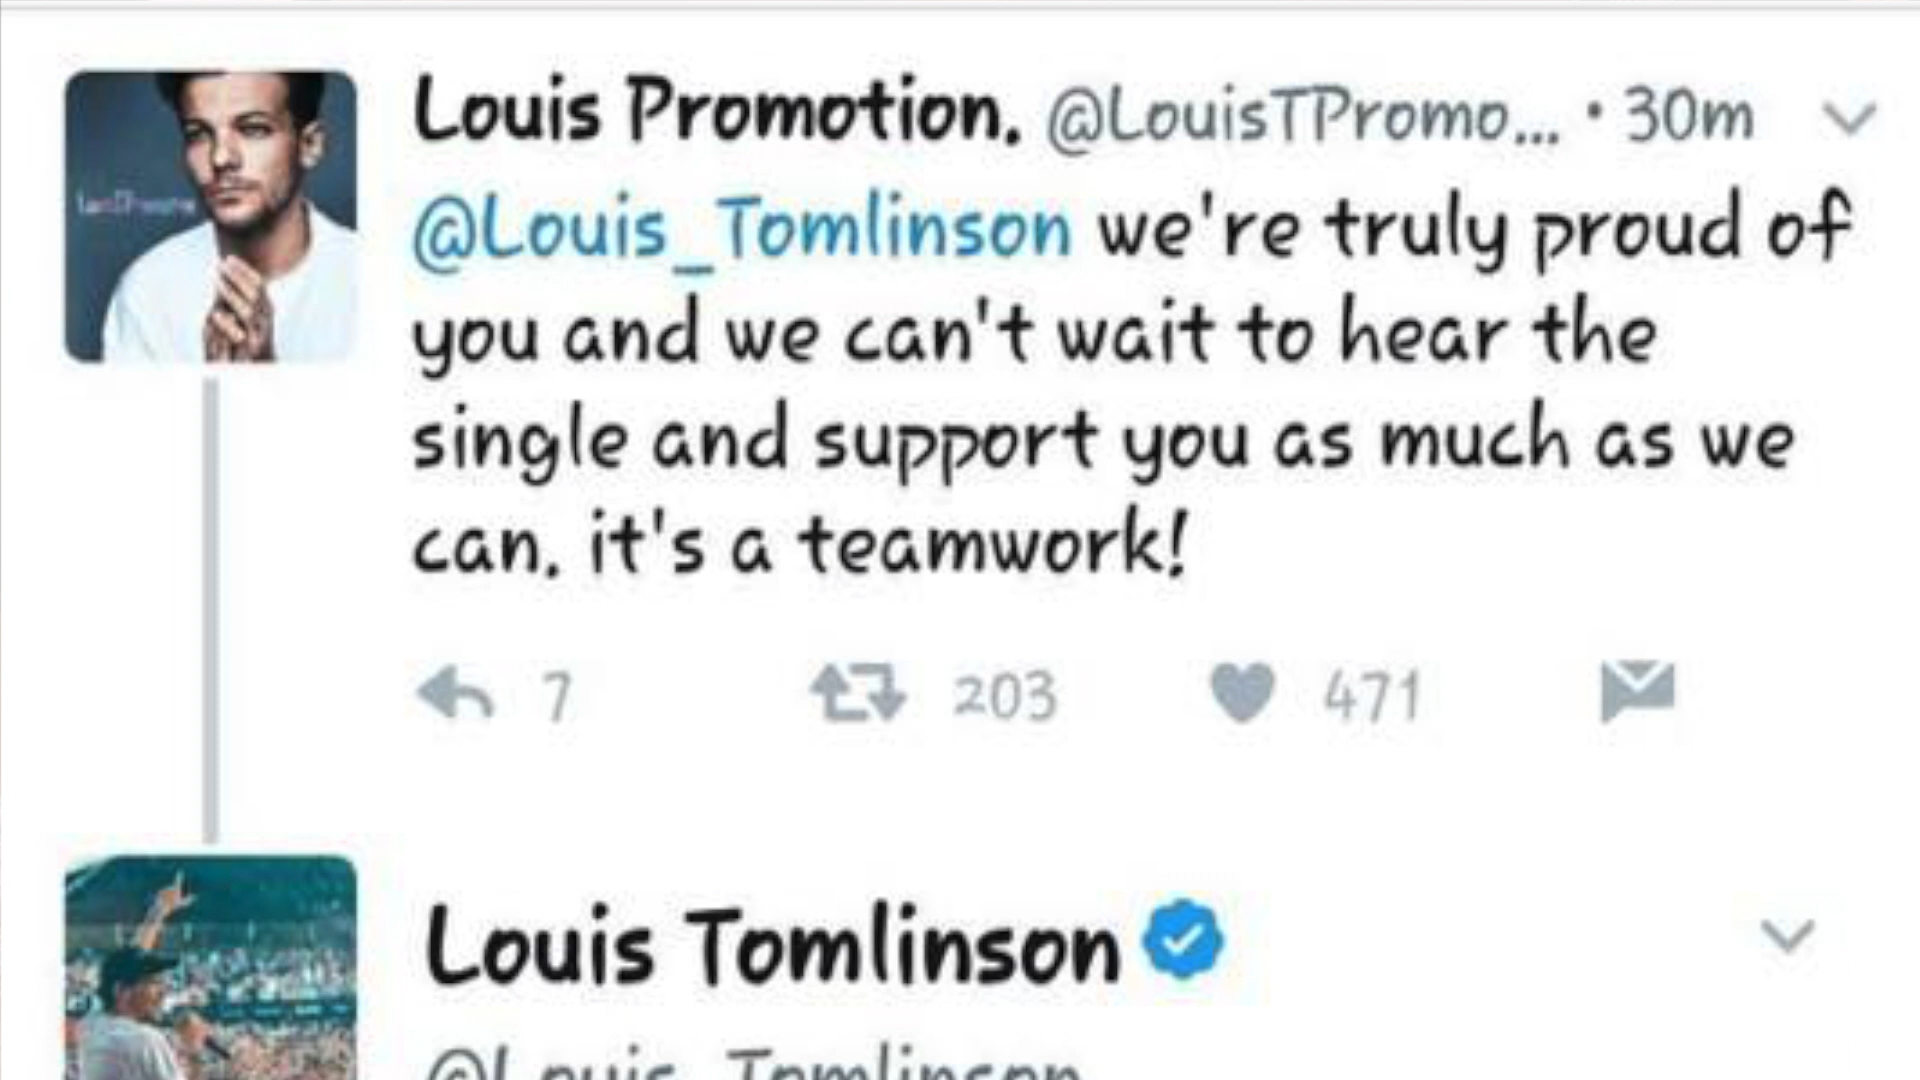 Louis Promotion. @LouisTPromo... • 30m
@Louis_Tomlinson we're truly proud of
you and we can't wait to hear the
single and support you as much as we
can. it's a teamwork!
7 203 471
Louis Tomlinson
@Louis_Tomlinson